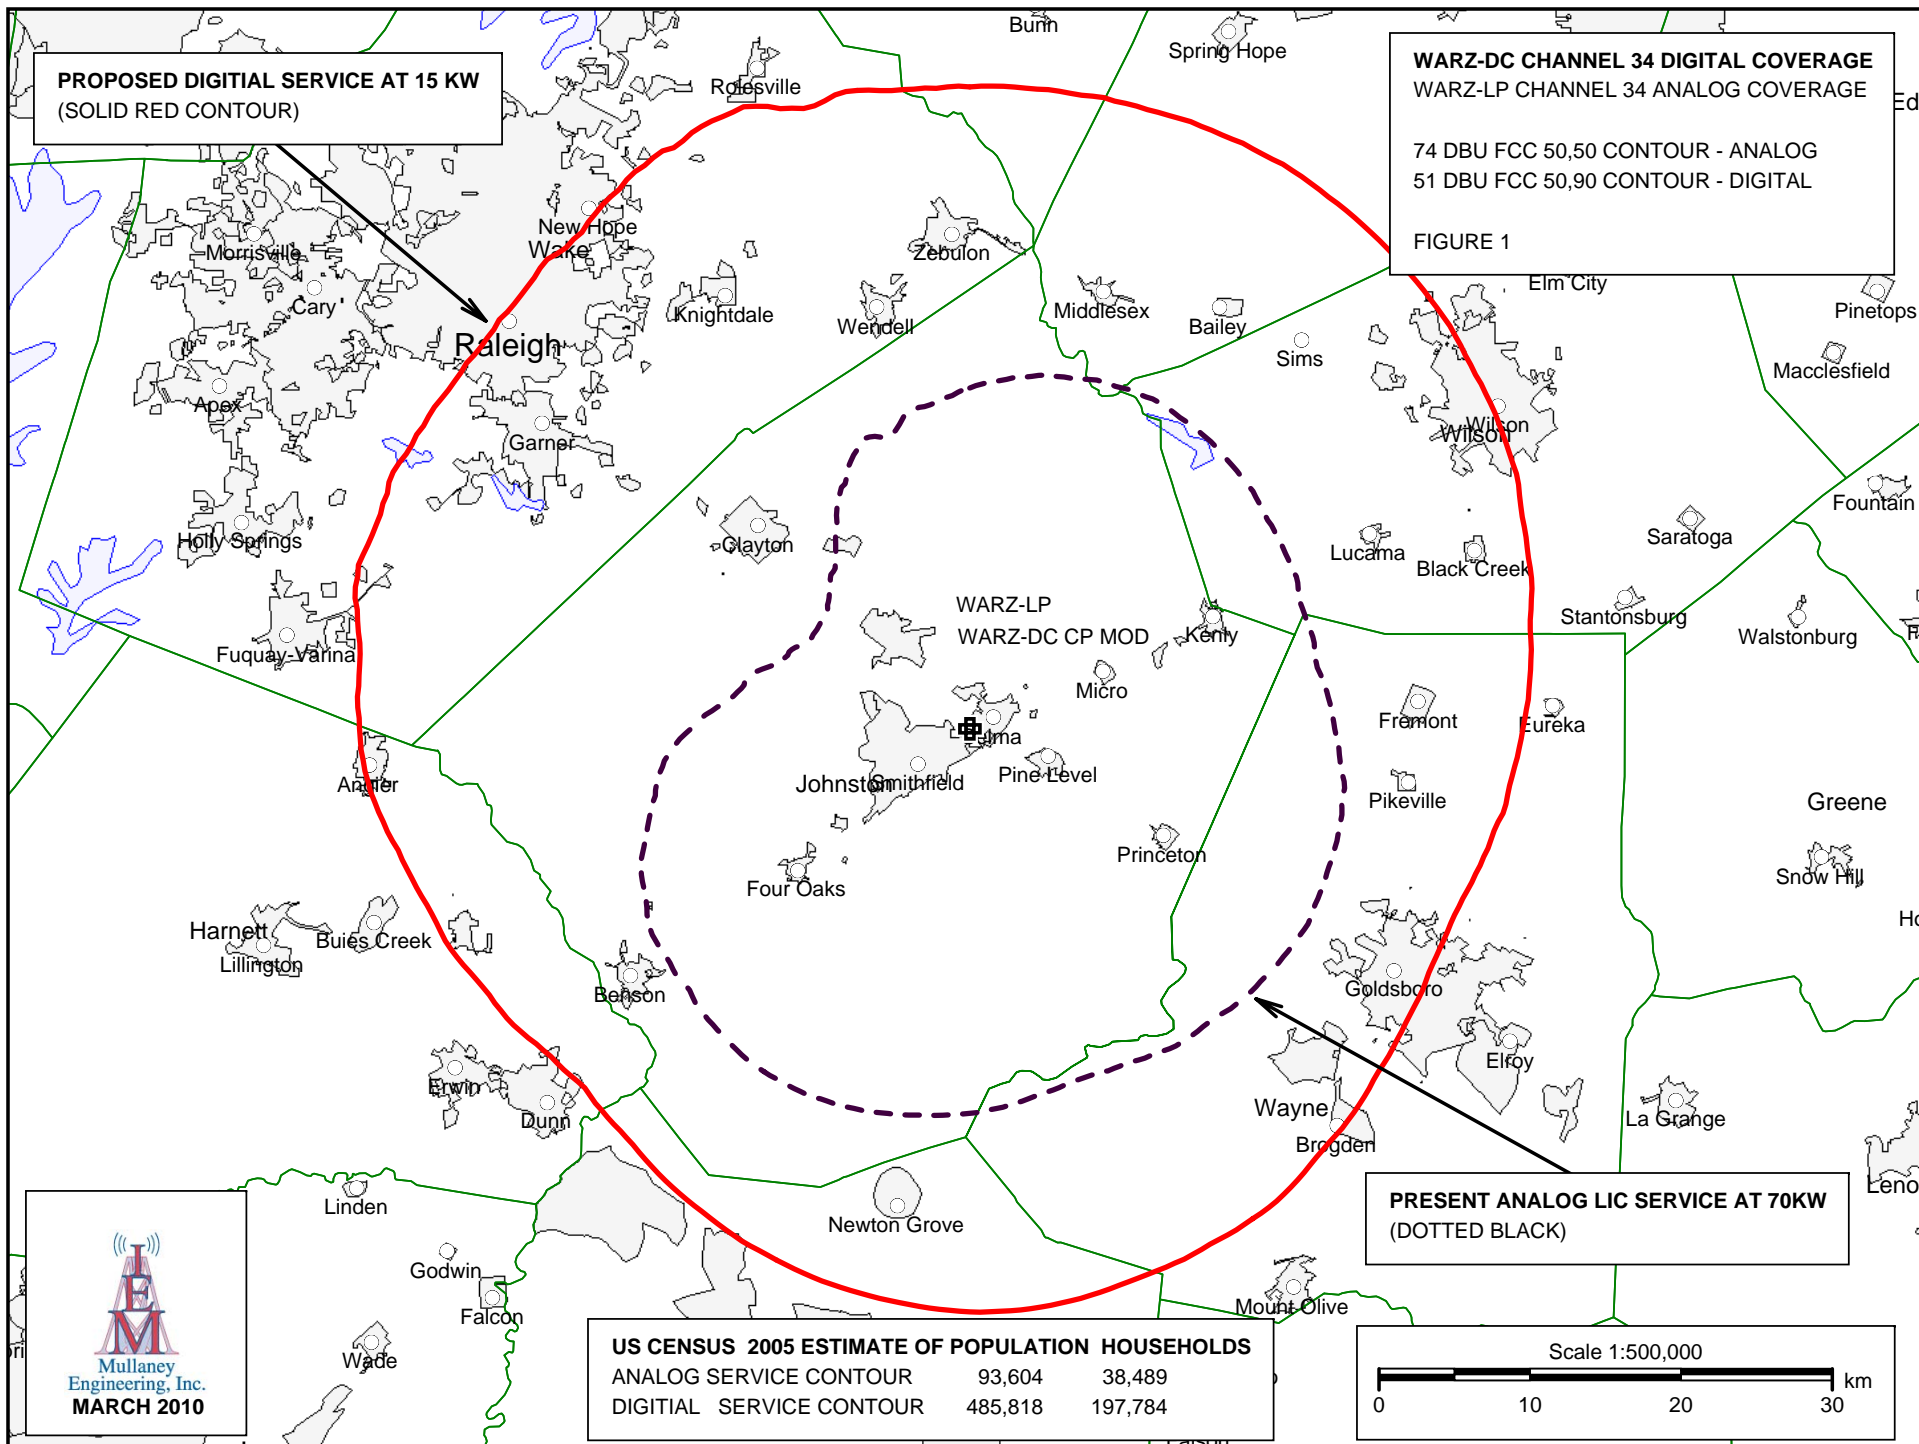 Bunn
Spring Hope
PROPOSED DIGITIAL SERVICE AT 15 KW
(SOLID RED CONTOUR)
Rolesville
WARZ-DC CHANNEL 34 DIGITAL COVERAGE
WARZ-LP CHANNEL 34 ANALOG COVERAGE
74 DBU FCC 50,50 CONTOUR - ANALOG
51 DBU FCC 50,90 CONTOUR - DIGITAL
FIGURE 1
Ed
New Hope
Wake
Morrisville
Zebulon
Cary
Knightdale
Wendell
Middlesex
Bailey
Elm City
Pinetops
Raleigh
Sims
Macclesfield
Apex
Garner
Wilson
Wilson
Holly Springs
Clayton
Lucama
Black Creek
Saratoga
Fountain
WARZ-LP
WARZ-DC CP MOD
Kenly
Stantonsburg
Walstonburg
Fuquay-Varina
Micro
Fremont
Eureka
Angier
Johnston
Smithfield
lma
Pine Level
Pikeville
Greene
Princeton
Four Oaks
Snow Hill
Harnett
Lillington
Buies Creek
Ho
Benson
Goldsboro
Elroy
Erwin
Dunn
Wayne
Brogden
La Grange
Linden
Newton Grove
PRESENT ANALOG LIC SERVICE AT 70KW
(DOTTED BLACK)
Leno
Godwin
Falcon
Mount Olive
Wade
I
E
M
Mullaney
Engineering, Inc.
MARCH 2010
US CENSUS 2005 ESTIMATE OF POPULATION HOUSEHOLDS
ANALOG SERVICE CONTOUR 93,604 38,489
DIGITIAL SERVICE CONTOUR 485,818 197,784
Scale 1:500,000
km
0 10 20 30